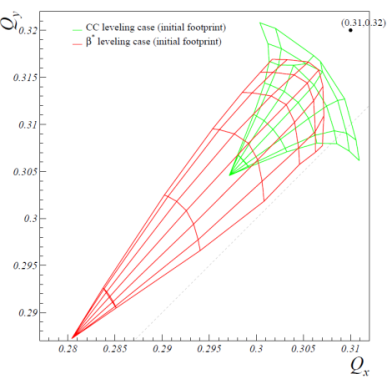 Q_y
0.32
0.315
0.31
0.305
0.3
0.295
0.29
CC leveling case (initial footprint)
β* leveling case (initial footprint)
(0.31,0.32)
0.28 0.285 0.29 0.295 0.3 0.305 0.31
Q_x